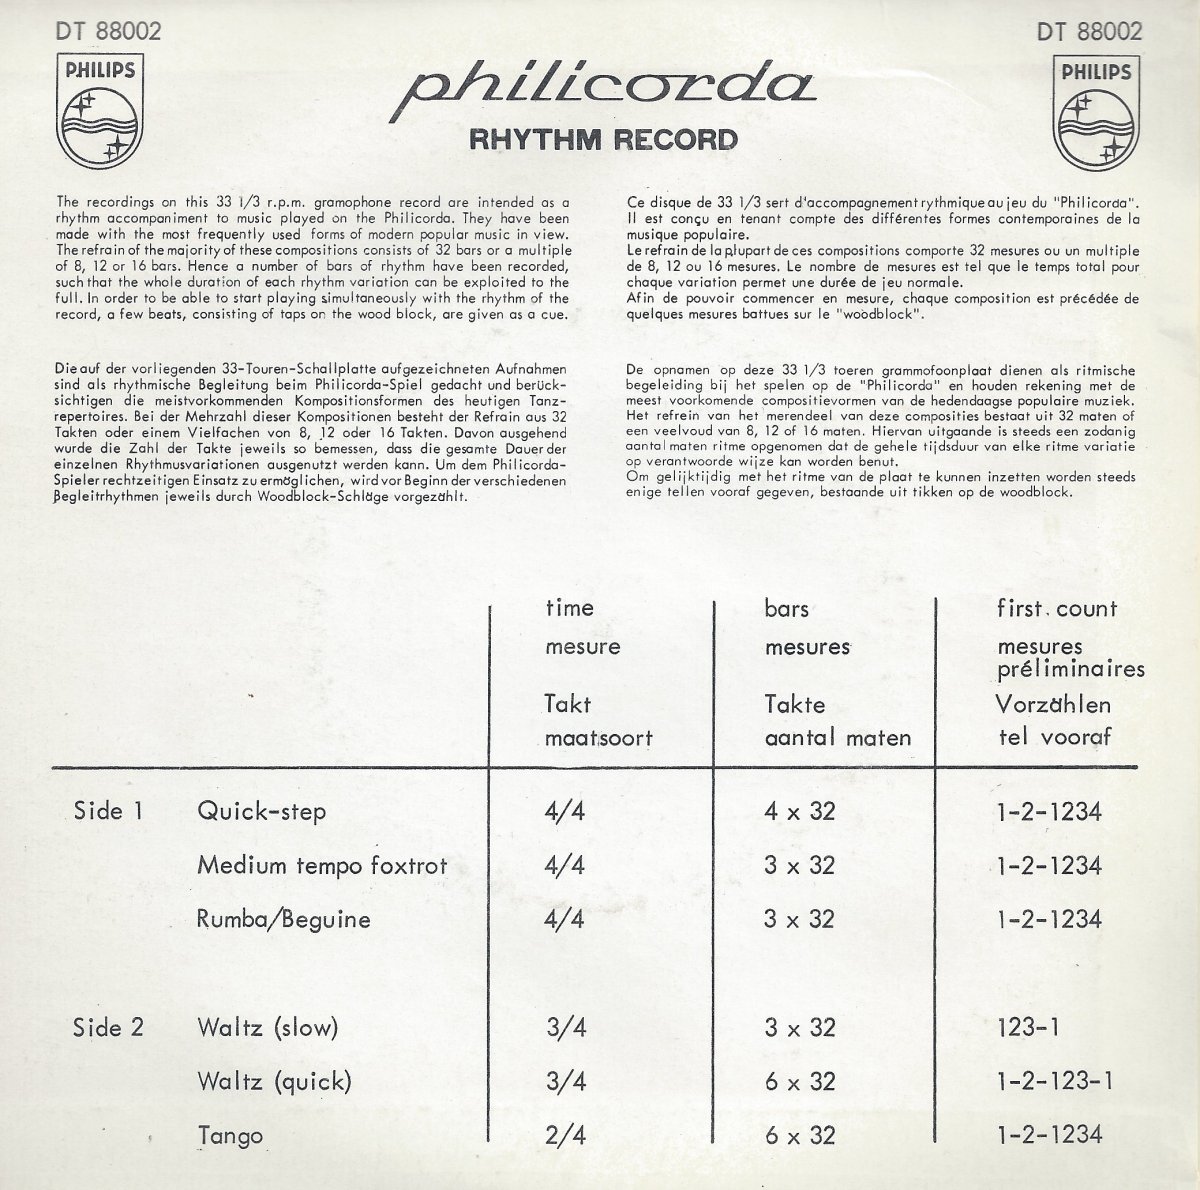 DT 88002
DT 88002
PHILIPS
PHILIPS
philicorda
RHYTHM RECORD
The recordings on this 33 1/3 r.p.m. gramophone record are intended as a
rhythm accompaniment to music played on the Philicorda. They have been
made with the most frequently used forms of modern popular music in view.
The refrain of the majority of these compositions consists of 32 bars or a multiple
of 8, 12 or 16 bars. Hence a number of bars of rhythm have been recorded,
such that the whole duration of each rhythm variation can be exploited to the
full. In order to be able to start playing simultaneously with the rhythm of the
record, a few beats, consisting of taps on the wood block, are given as a cue.
Ce disque de 33 1/3 sert d'accompagnement rythmique au jeu du "Philicorda".
Il est conçu en tenant compte des différentes formes contemporaines de la
musique populaire.
Le refrain de la plupart de ces compositions comporte 32 mesures ou un multiple
de 8, 12 ou 16 mesures. Le nombre de mesures est tel que le temps total pour
chaque variation permet une durée de jeu normale.
Afin de pouvoir commencer en mesure, chaque composition est précédée de
quelques mesures battues sur le "woodblock".
Die auf der vorliegenden 33-Touren-Schallplatte aufgezeichneten Aufnahmen
sind als rhythmische Begleitung beim Philicorda-Spiel gedacht und berück-
sichtigen die meistvorkommenden Kompositionsformen des heutigen Tanz-
repertoires. Bei der Mehrzahl dieser Kompositionen besteht der Refrain aus 32
Takten oder einem Vielfachen von 8, 12 oder 16 Takten. Davon ausgehend
wurde die Zahl der Takte jeweils so bemessen, dass die gesamte Dauer der
einzelnen Rhythmusvariationen ausgenutzt werden kann. Um dem Philicorda-
Spieler rechtzeitigen Einsatz zu ermöglichen, wird vor Beginn der verschiedenen
Begleitrhythmen jeweils durch Woodblock-Schläge vorgezählt.
De opnamen op deze 33 1/3 toeren grammofoonplaat dienen als ritmische
begeleiding bij het spelen op de "Philicorda" en houden rekening met de
meest voorkomende compositievormen van de hedendaagse populaire muziek.
Het refrein van het merendeel van deze composities bestaat uit 32 maten of
een veelvoud van 8, 12 of 16 maten. Hiervan uitgaande is steeds een zodanig
aantal maten ritme opgenomen dat de gehele tijdsduur van elke ritme variatie
op verantwoorde wijze kan worden benut.
Om gelijktijdig met het ritme van de plaat te kunnen inzetten worden steeds
enige tellen vooraf gegeven, bestaande uit tikken op de woodblock.
time bars first count
mesure mesures mesures
préliminaires
Takt Takte Vorzählen
maatsoort aantal maten tel vooraf
Side 1 Quick-step 4/4 4 x 32 1-2-1234
Medium tempo foxtrot 4/4 3 x 32 1-2-1234
Rumba/Beguine 4/4 3 x 32 1-2-1234
Side 2 Waltz (slow) 3/4 3 x 32 123-1
Waltz (quick) 3/4 6 x 32 1-2-123-1
Tango 2/4 6 x 32 1-2-1234